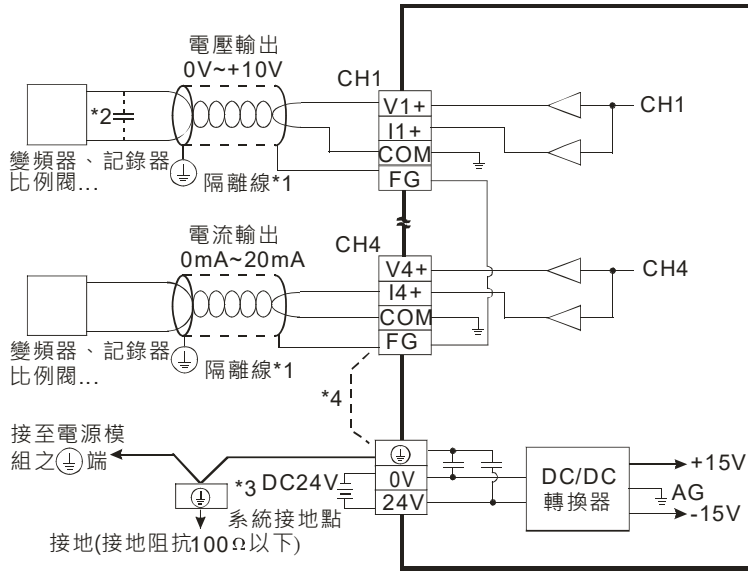 電壓輸出
0V~+10V
CH1
*2
V1+
I1+
COM
FG
CH1
變頻器、記錄器
比例閥...
隔離線*1
電流輸出
0mA~20mA
CH4
V4+
I4+
COM
FG
CH4
變頻器、記錄器
比例閥...
隔離線*1
*4
接至電源模
組之端
*3
DC24V
0V
24V
DC/DC
轉換器
+15V
AG
-15V
系統接地點
接地(接地阻抗100Ω以下)